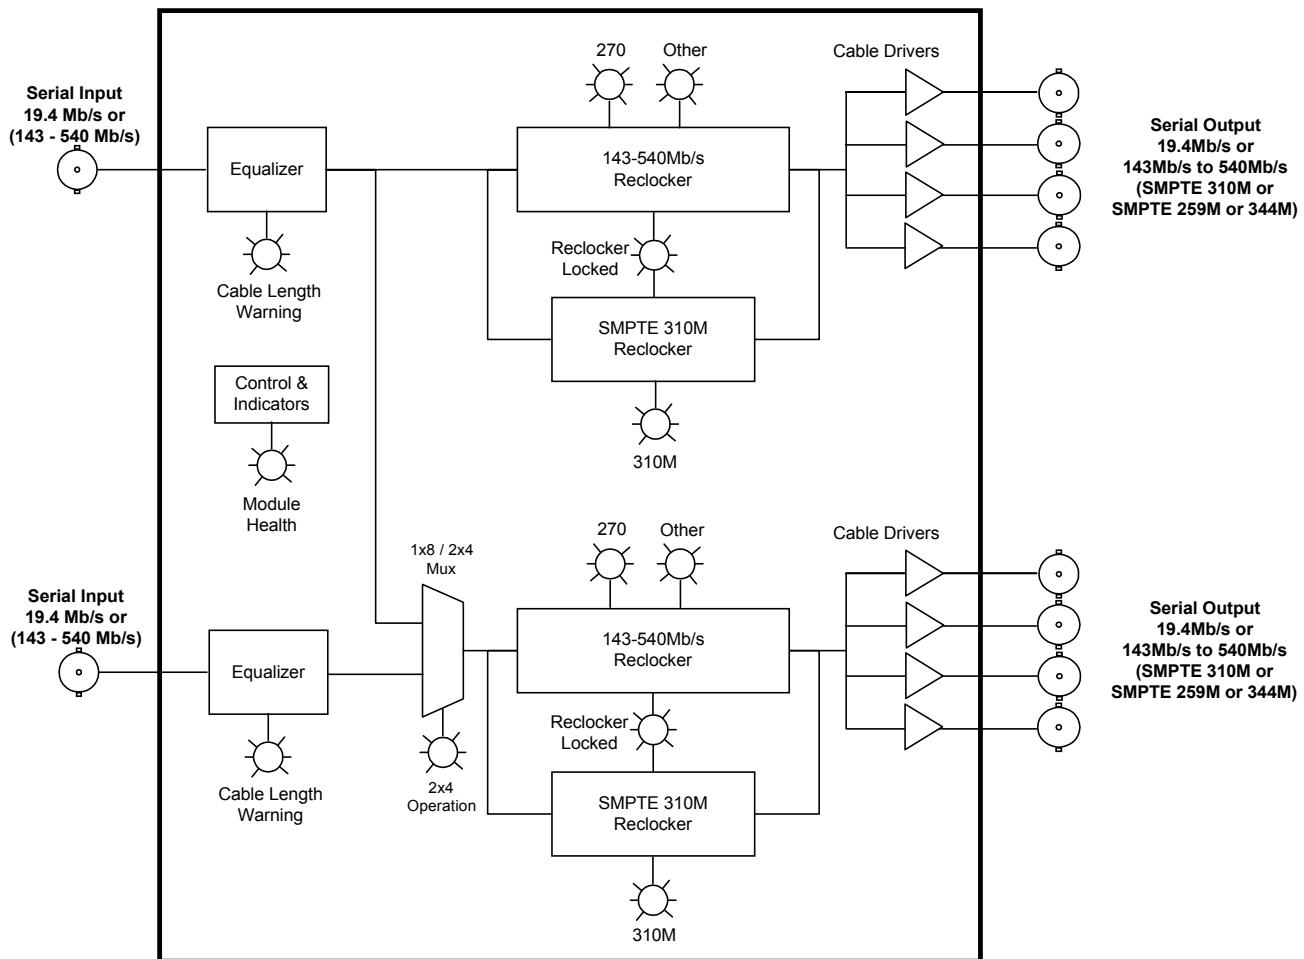 270
Other
Cable Drivers
Serial Input
19.4 Mb/s or
(143 - 540 Mb/s)
Equalizer
143-540Mb/s
Reclocker
Serial Output
19.4Mb/s or
143Mb/s to 540Mb/s
(SMPTE 310M or
SMPTE 259M or 344M)
Reclocker
Locked
Cable Length
Warning
SMPTE 310M
Reclocker
Control &
Indicators
310M
Module
Health
270
Other
Cable Drivers
1x8 / 2x4
Mux
Serial Input
19.4 Mb/s or
(143 - 540 Mb/s)
Equalizer
143-540Mb/s
Reclocker
Serial Output
19.4Mb/s or
143Mb/s to 540Mb/s
(SMPTE 310M or
SMPTE 259M or 344M)
Reclocker
Locked
2x4
Operation
Cable Length
Warning
SMPTE 310M
Reclocker
310M